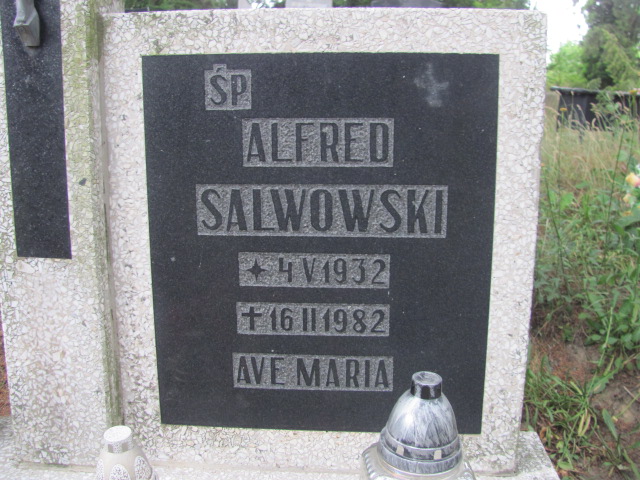 ŚP
ALFRED
SALWOWSKI
✦ 4 V 1932
✝ 16 II 1982
AVE MARIA